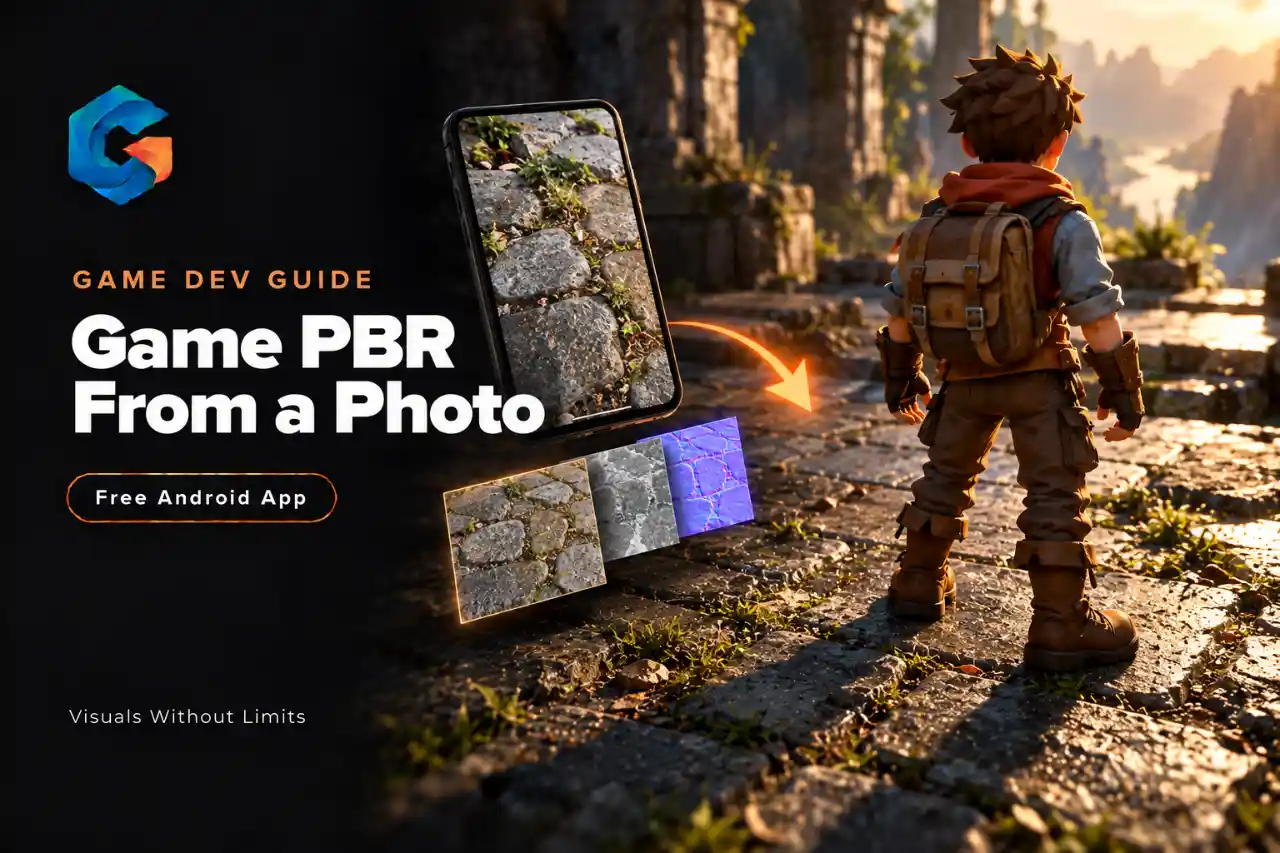 GAME DEV GUIDE
Game PBR
From a Photo
Free Android App
Visuals Without Limits